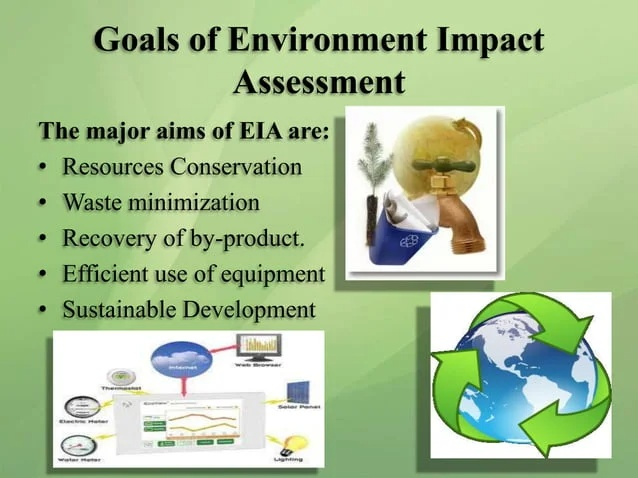 Goals of Environment Impact
Assessment
The major aims of EIA are:
• Resources Conservation
• Waste minimization
• Recovery of by-product.
• Efficient use of equipment
• Sustainable Development
Internet
Web Browser
Thermostat
Solar Panel
Electric Meter
Water Meter
Lighting